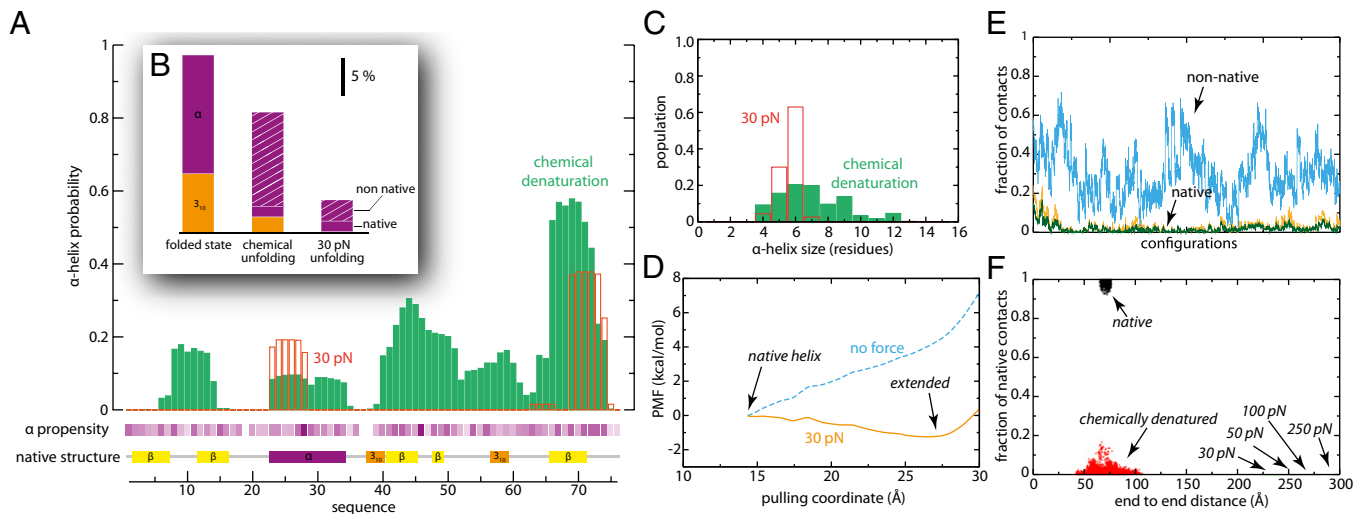 A
α-helix probability
1
0.8
0.6
0.4
0.2
0
B
5 %
α
3₁₀
non native
native
folded state
chemical
unfolding
30 pN
unfolding
chemical
denaturation
30 pN
α propensity
native structure
β
β
α
3₁₀
β
β
3₁₀
β
10
20
30
40
50
60
70
sequence
C
population
1.0
0.8
0.6
0.4
0.2
0
30 pN
chemical
denaturation
0
2
4
6
8
10
12
14
16
α-helix size (residues)
D
PMF (kcal/mol)
8
6
4
2
0
-2
native helix
no force
extended
30 pN
10
15
20
25
30
pulling coordinate (Å)
E
fraction of contacts
1
0.8
0.6
0.4
0.2
0
non-native
native
configurations
F
fraction of native contacts
1
0.8
0.6
0.4
0.2
0
native
chemically denatured
30 pN
50 pN
100 pN
250 pN
0
50
100
150
200
250
300
end to end distance (Å)